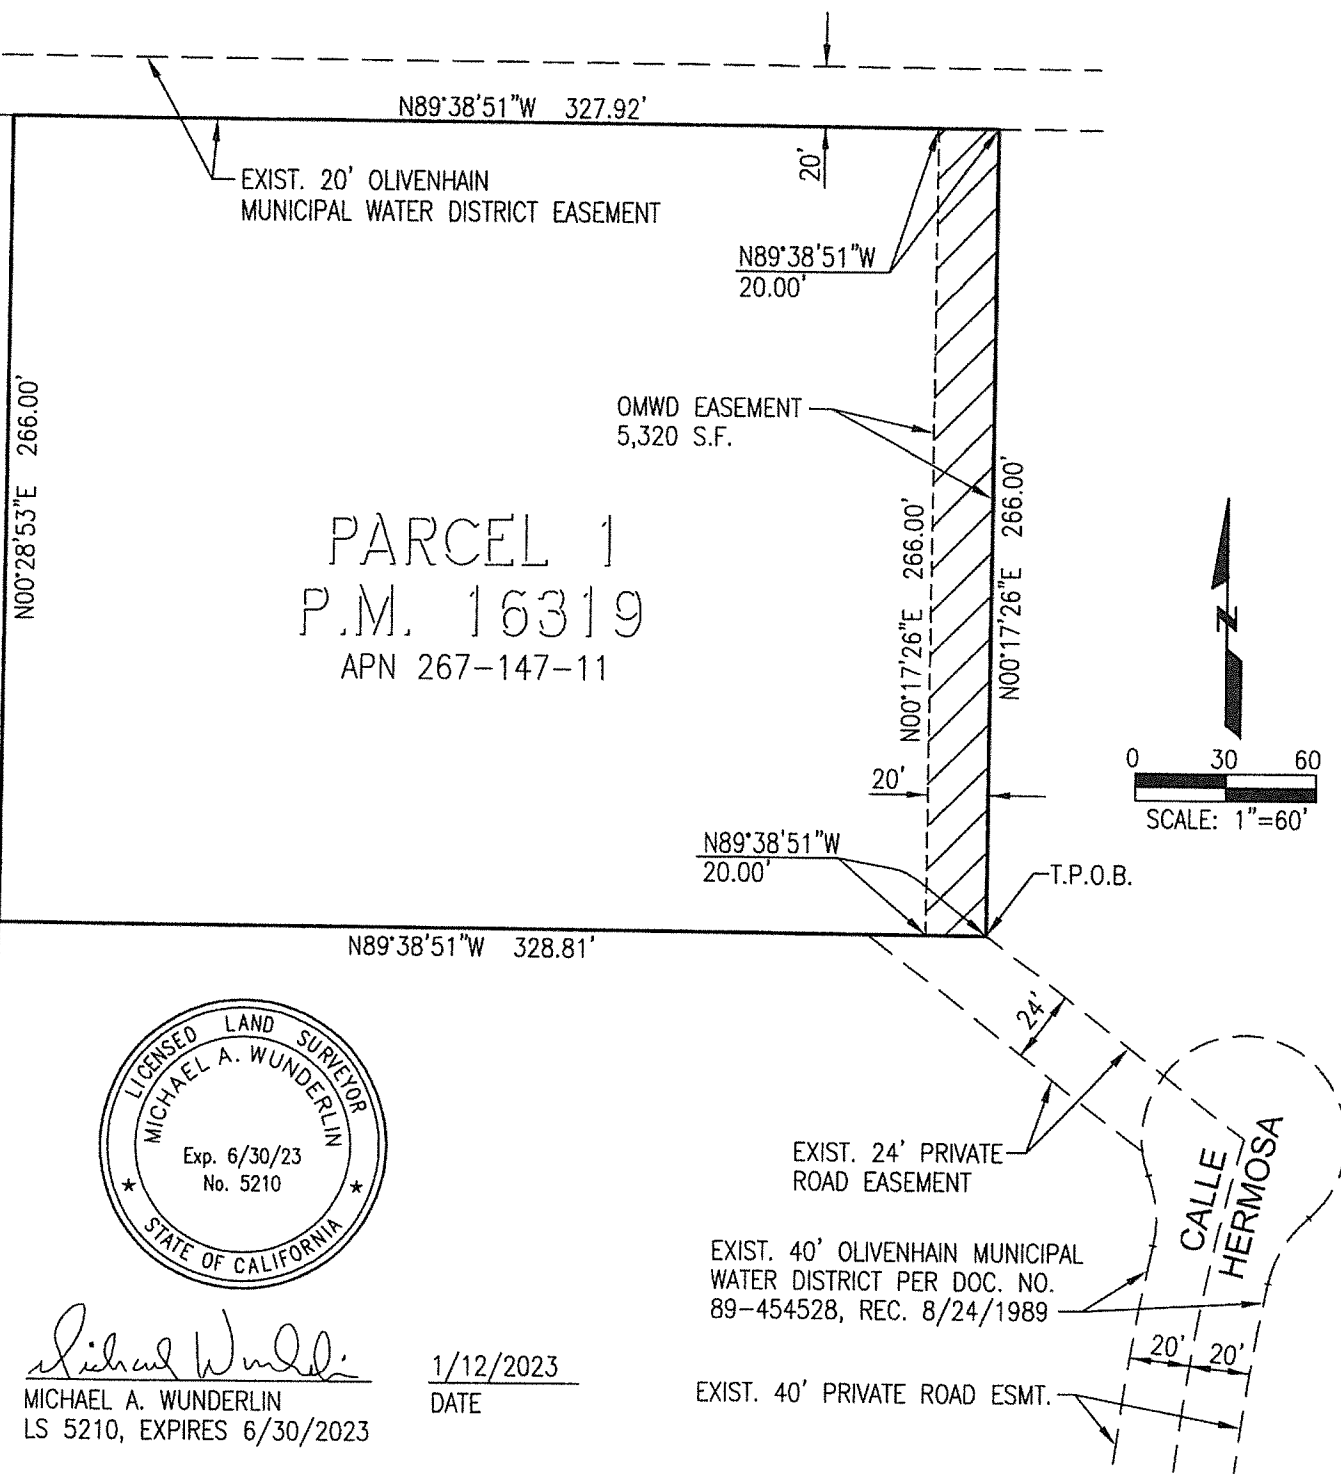 N89°38'51"W 327.92'
EXIST. 20' OLIVENHAIN
MUNICIPAL WATER DISTRICT EASEMENT
20'
N89°38'51"W
20.00'
N00°28'53"E 266.00'
OMWD EASEMENT
5,320 S.F.
PARCEL 1
P.M. 16319
APN 267-147-11
N00°17'26"E 266.00'
N00°17'26"E 266.00'
N
0 30 60
SCALE: 1"=60'
20'
N89°38'51"W
20.00'
T.P.O.B.
N89°38'51"W 328.81'
24'
LICENSED LAND SURVEYOR
MICHAEL A. WUNDERLIN
Exp. 6/30/23
No. 5210
STATE OF CALIFORNIA
EXIST. 24' PRIVATE
ROAD EASEMENT
CALLE
HERMOSA
EXIST. 40' OLIVENHAIN MUNICIPAL
WATER DISTRICT PER DOC. NO.
89-454528, REC. 8/24/1989
20' 20'
EXIST. 40' PRIVATE ROAD ESMT.
Michael Wunderlin
MICHAEL A. WUNDERLIN
LS 5210, EXPIRES 6/30/2023
1/12/2023
DATE